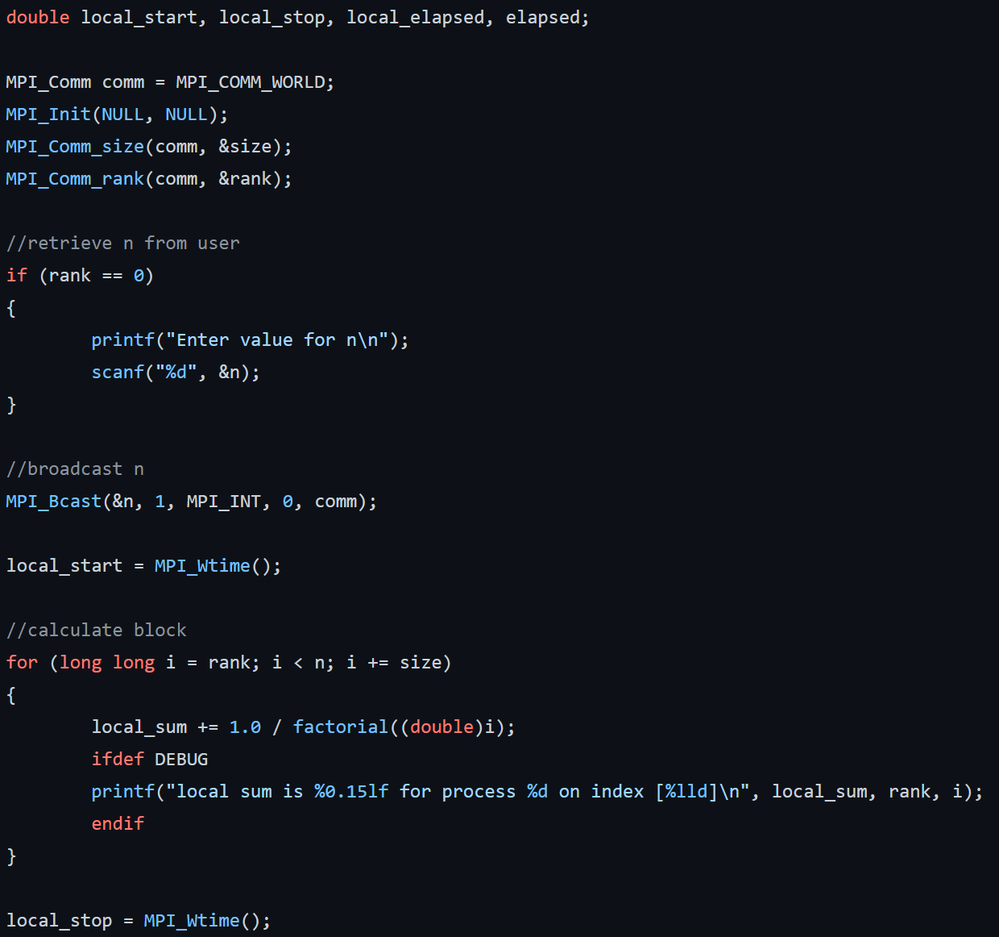 double local_start, local_stop, local_elapsed, elapsed;
MPI_Comm comm = MPI_COMM_WORLD;
MPI_Init(NULL, NULL);
MPI_Comm_size(comm, &size);
MPI_Comm_rank(comm, &rank);
//retrieve n from user
if (rank == 0)
{
printf("Enter value for n\n");
scanf("%d", &n);
}
//broadcast n
MPI_Bcast(&n, 1, MPI_INT, 0, comm);
local_start = MPI_Wtime();
//calculate block
for (long long i = rank; i < n; i += size)
{
local_sum += 1.0 / factorial((double)i);
ifdef DEBUG
printf("local sum is %0.15lf for process %d on index [%lld]\n", local_sum, rank, i);
endif
}
local_stop = MPI_Wtime();